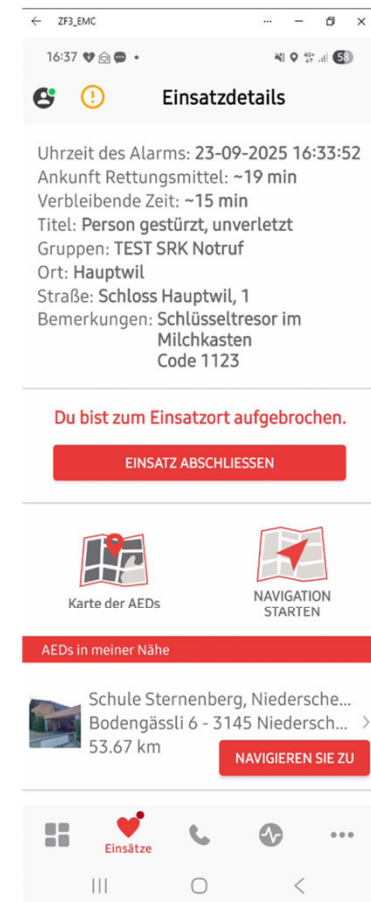 ZF3_EMC
16:37
58
Einsatzdetails
Uhrzeit des Alarms: 23-09-2025 16:33:52
Ankunft Rettungsmittel: ~19 min
Verbleibende Zeit: ~15 min
Titel: Person gestürzt, unverletzt
Gruppen: TEST SRK Notruf
Ort: Hauptwil
Straße: Schloss Hauptwil, 1
Bemerkungen: Schlüsseltresor im
Milchkasten
Code 1123
Du bist zum Einsatzort aufgebrochen.
EINSATZ ABSCHLIESSEN
Karte der AEDs
NAVIGATION
STARTEN
AEDs in meiner Nähe
Schule Sternenberg, Niedersche...
Bodengässli 6 - 3145 Niedersch...
53.67 km
NAVIGIEREN SIE ZU
Einsätze